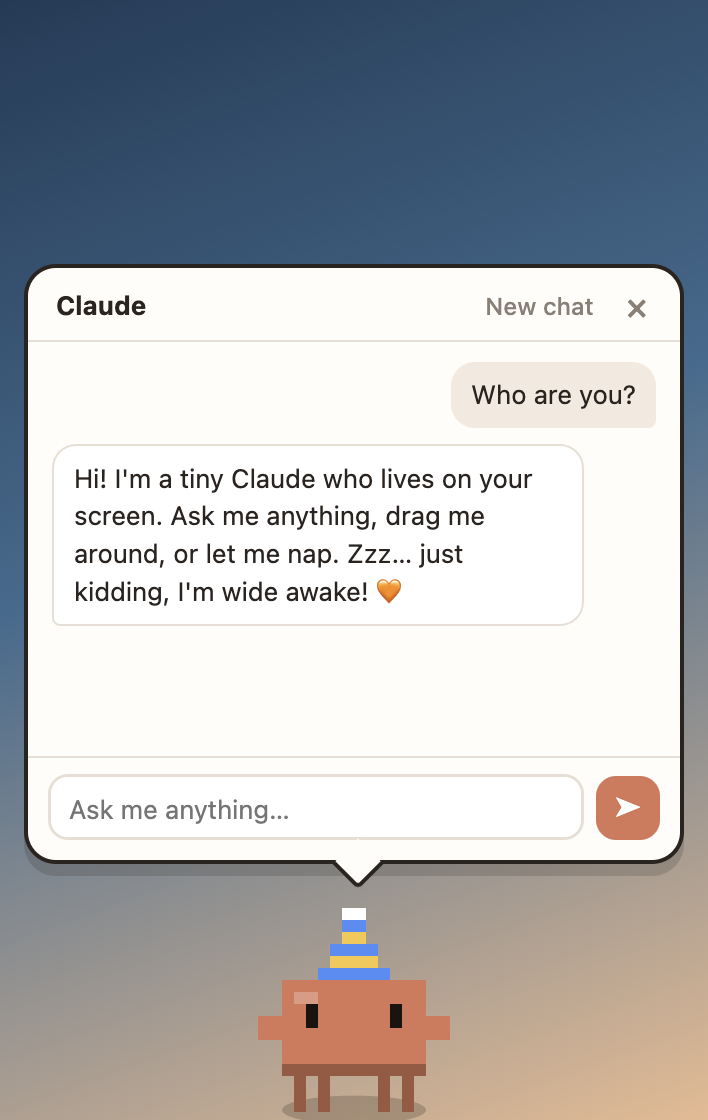 Claude
New chat
Who are you?
Hi! I'm a tiny Claude who lives on your
screen. Ask me anything, drag me
around, or let me nap. Zzz… just
kidding, I'm wide awake! 🧡
Ask me anything…